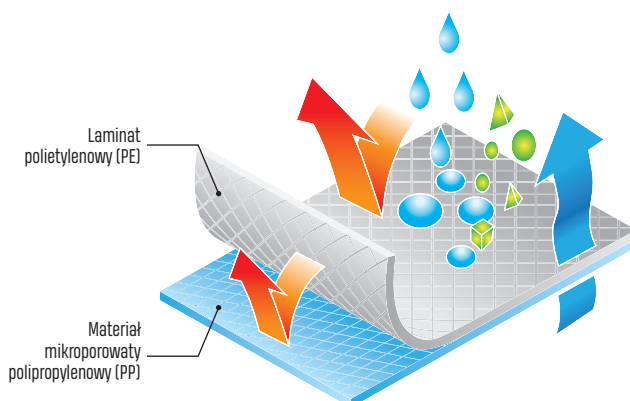 Laminat
polietylenowy (PE)
Materiał
mikroporowaty
polipropylenowy (PP)